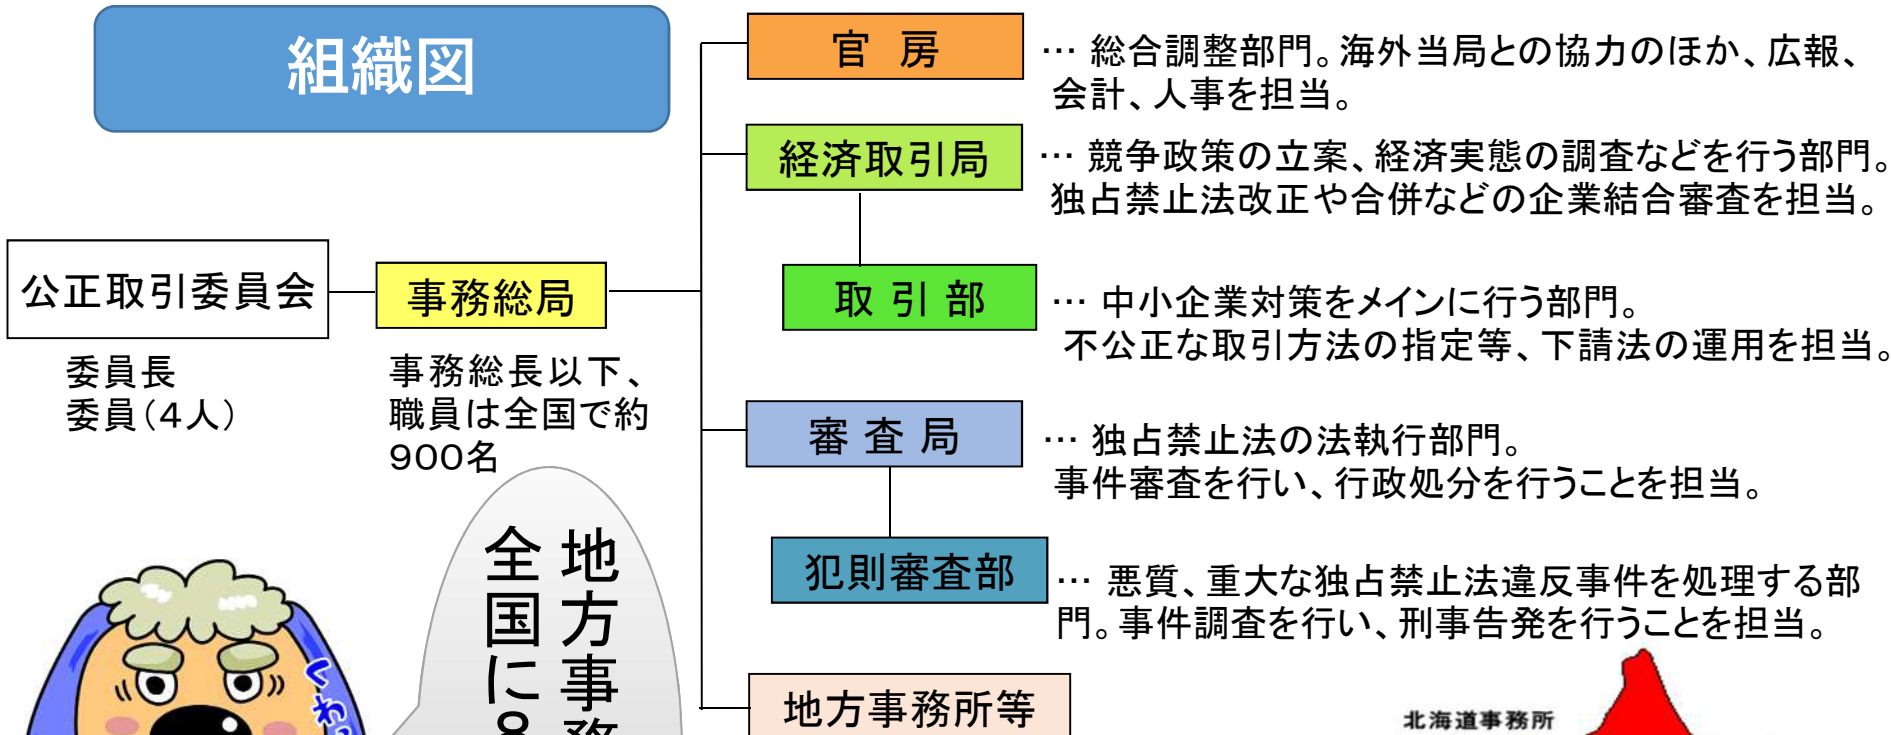 組織図
官 房
… 総合調整部門。海外当局との協力のほか、広報、
会計、人事を担当。
経済取引局
… 競争政策の立案、経済実態の調査などを行う部門。
独占禁止法改正や合併などの企業結合審査を担当。
公正取引委員会
委員長
委員（4人）
事務総局
事務総長以下、
職員は全国で約
900名
取 引 部
… 中小企業対策をメインに行う部門。
不公正な取引方法の指定等、下請法の運用を担当。
審 査 局
… 独占禁止法の法執行部門。
事件審査を行い、行政処分を行うことを担当。
犯則審査部
… 悪質、重大な独占禁止法違反事件を処理する部
門。事件調査を行い、刑事告発を行うことを担当。
地方事務所等
地方事務
全国に8
くわっ
北海道事務所